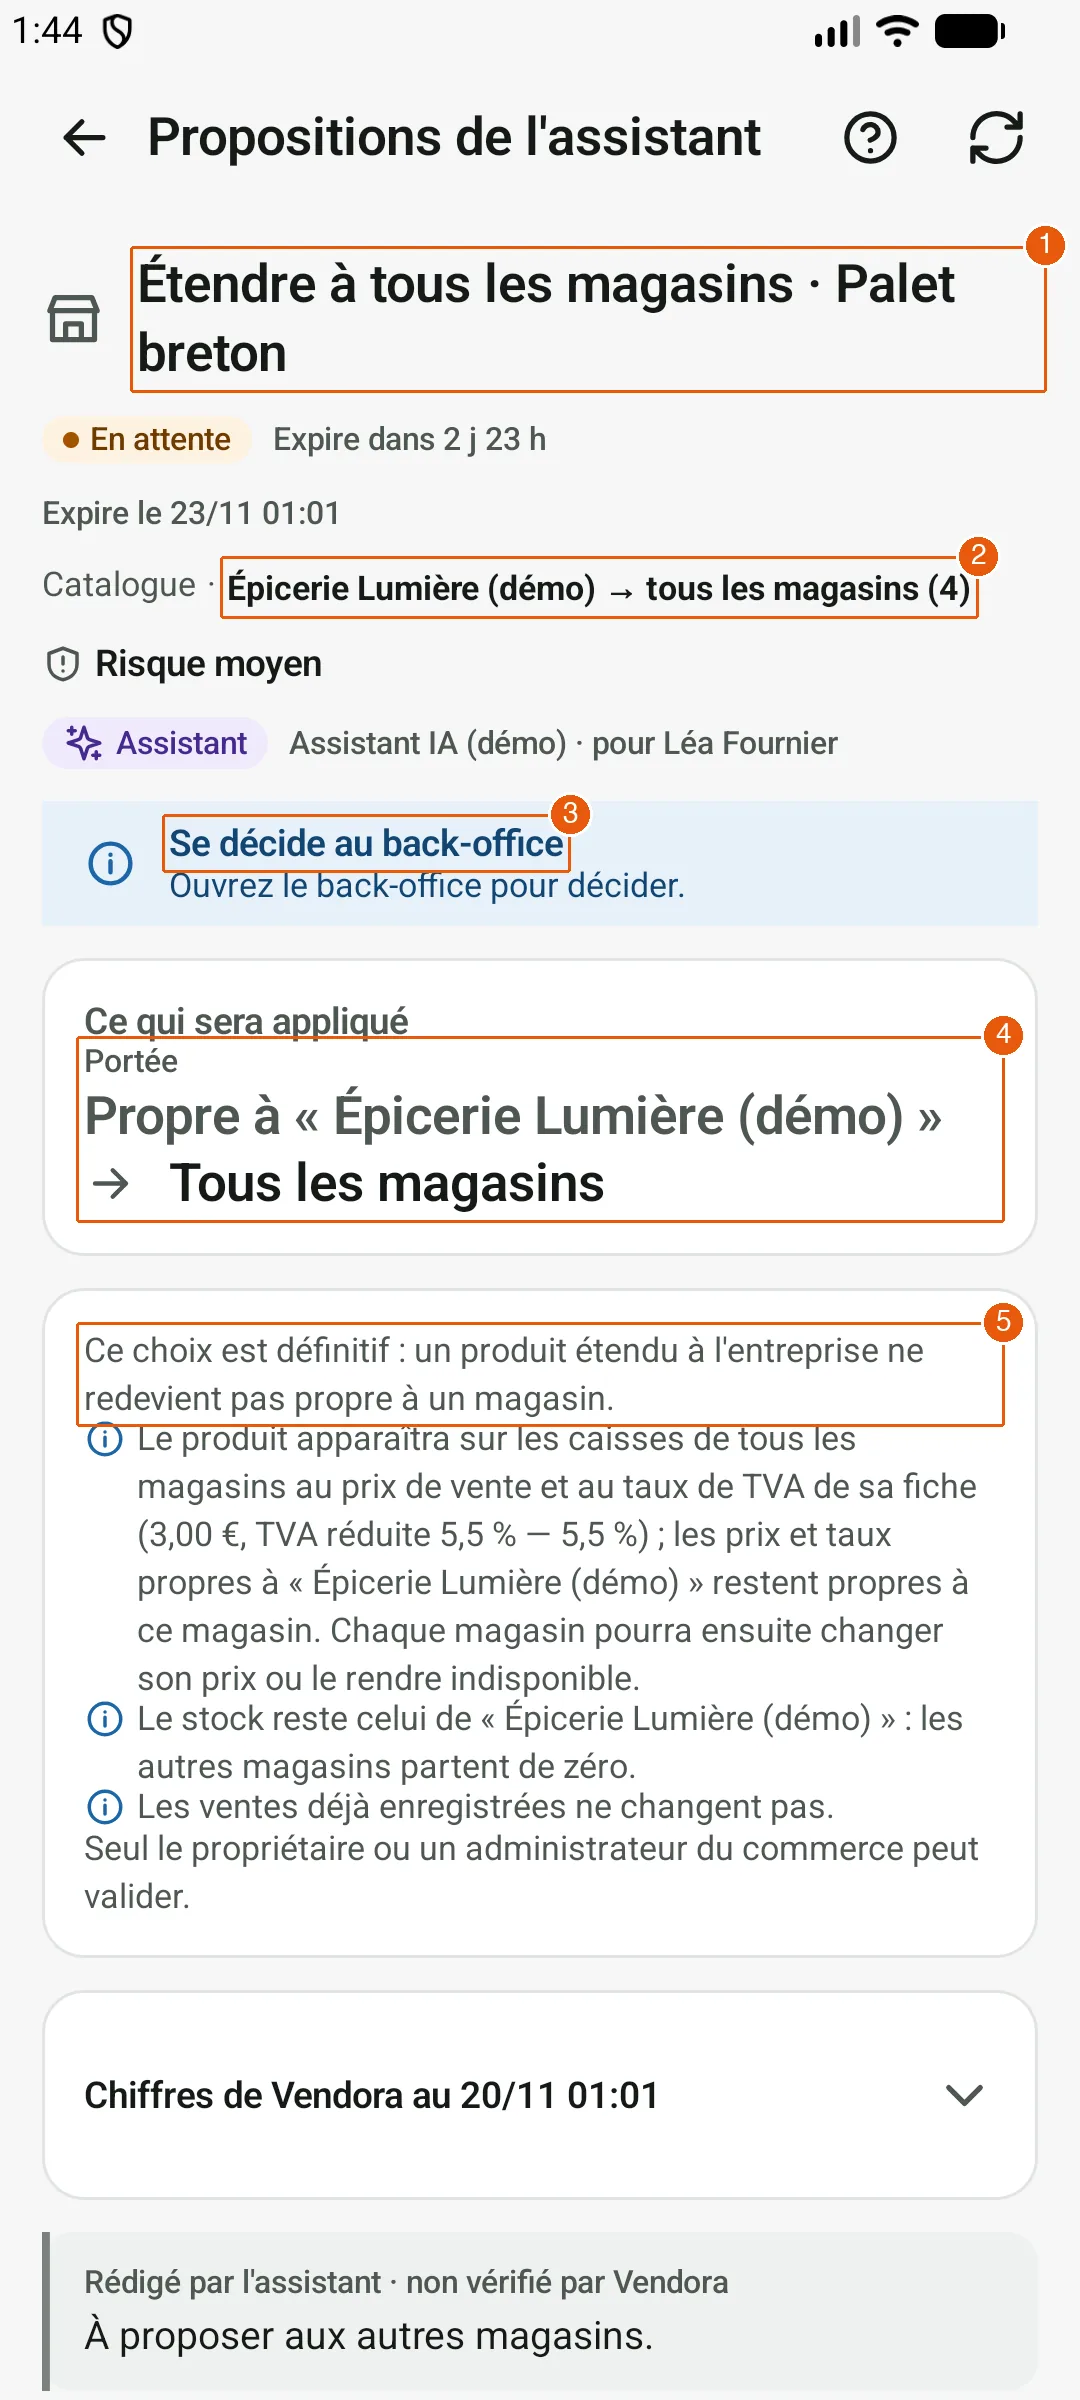 1:44
Propositions de l'assistant
1
Étendre à tous les magasins · Palet
breton
En attente Expire dans 2 j 23 h
Expire le 23/11 01:01
2
Catalogue · Épicerie Lumière (démo) → tous les magasins (4)
Risque moyen
Assistant Assistant IA (démo) · pour Léa Fournier
3
Se décide au back-office
Ouvrez le back-office pour décider.
Ce qui sera appliqué
4
Portée
Propre à « Épicerie Lumière (démo) »
→ Tous les magasins
5
Ce choix est définitif : un produit étendu à l'entreprise ne
redevient pas propre à un magasin.
Le produit apparaîtra sur les caisses de tous les
magasins au prix de vente et au taux de TVA de sa fiche
(3,00 €, TVA réduite 5,5 % — 5,5 %) ; les prix et taux
propres à « Épicerie Lumière (démo) » restent propres à
ce magasin. Chaque magasin pourra ensuite changer
son prix ou le rendre indisponible.
Le stock reste celui de « Épicerie Lumière (démo) » : les
autres magasins partent de zéro.
Les ventes déjà enregistrées ne changent pas.
Seul le propriétaire ou un administrateur du commerce peut
valider.
Chiffres de Vendora au 20/11 01:01
Rédigé par l'assistant · non vérifié par Vendora
À proposer aux autres magasins.